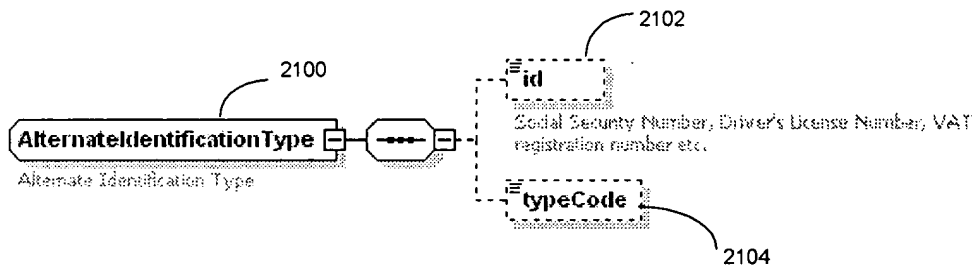 2102
2100
id
Social Security Number, Driver's License Number, VAT
registration number etc.
AlternateIdentificationType
Alternate Identification Type
typeCode
2104